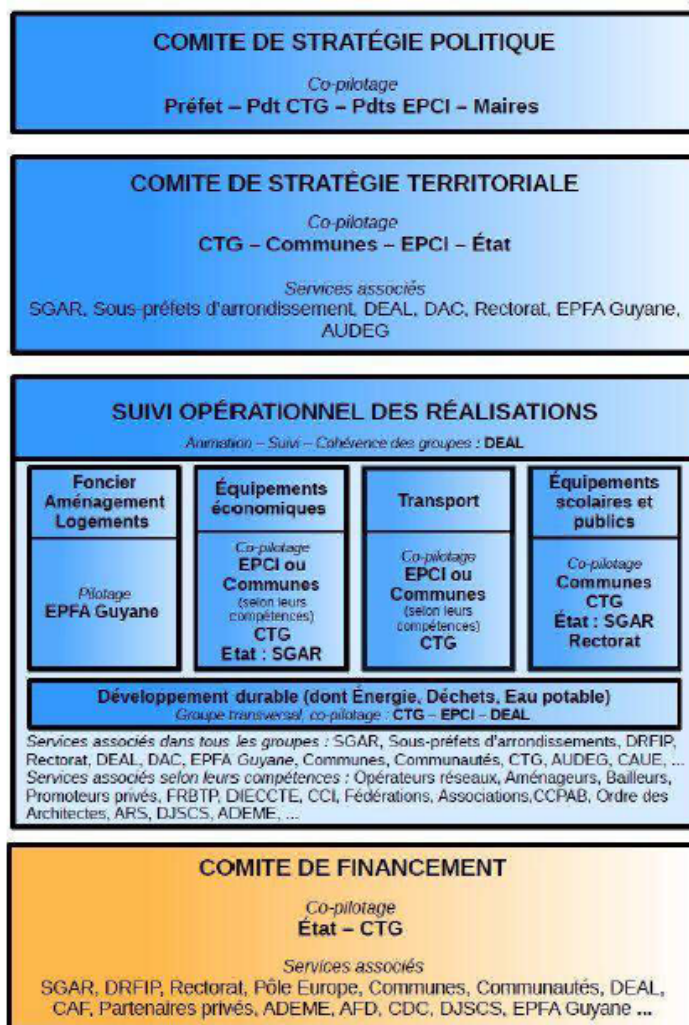 COMITE DE STRATÉGIE POLITIQUE
Co-pilotage
Préfet – Pdt CTG – Pdts EPCI – Maires
COMITE DE STRATÉGIE TERRITORIALE
Co-pilotage
CTG – Communes – EPCI – État
Services associés
SGAR, Sous-préfets d'arrondissement, DEAL, DAC, Rectorat, EPFA Guyane,
AUDEG
SUIVI OPÉRATIONNEL DES RÉALISATIONS
Animation – Suivi – Cohérence des groupes : DEAL
Foncier
Aménagement
Logements
Pilotage
EPFA Guyane
Équipements
économiques
Co-pilotage
EPCI ou
Communes
(selon leurs
compétences)
CTG
Etat : SGAR
Transport
Co-pilotage
EPCI ou
Communes
(selon leurs
compétences)
CTG
Équipements
scolaires et
publics
Co-pilotage
Communes
CTG
État : SGAR
Rectorat
Développement durable (dont Énergie, Déchets, Eau potable)
Groupe transversal, co-pilotage : CTG – EPCI – DEAL
Services associés dans tous les groupes : SGAR, Sous-préfets d'arrondissements, DRFIP,
Rectorat, DEAL, DAC, EPFA Guyane, Communes, Communautés, CTG, AUDEG, CAUE, ...
Services associés selon leurs compétences : Opérateurs réseaux, Aménageurs, Bailleurs,
Promoteurs privés, FRBTP, DIECCTE, CCI, Fédérations, Associations,CCPAB, Ordre des
Architectes, ARS, DJSCS, ADEME, ...
COMITE DE FINANCEMENT
Co-pilotage
État – CTG
Services associés
SGAR, DRFIP, Rectorat, Pôle Europe, Communes, Communautés, DEAL,
CAF, Partenaires privés, ADEME, AFD, CDC, DJSCS, EPFA Guyane ...